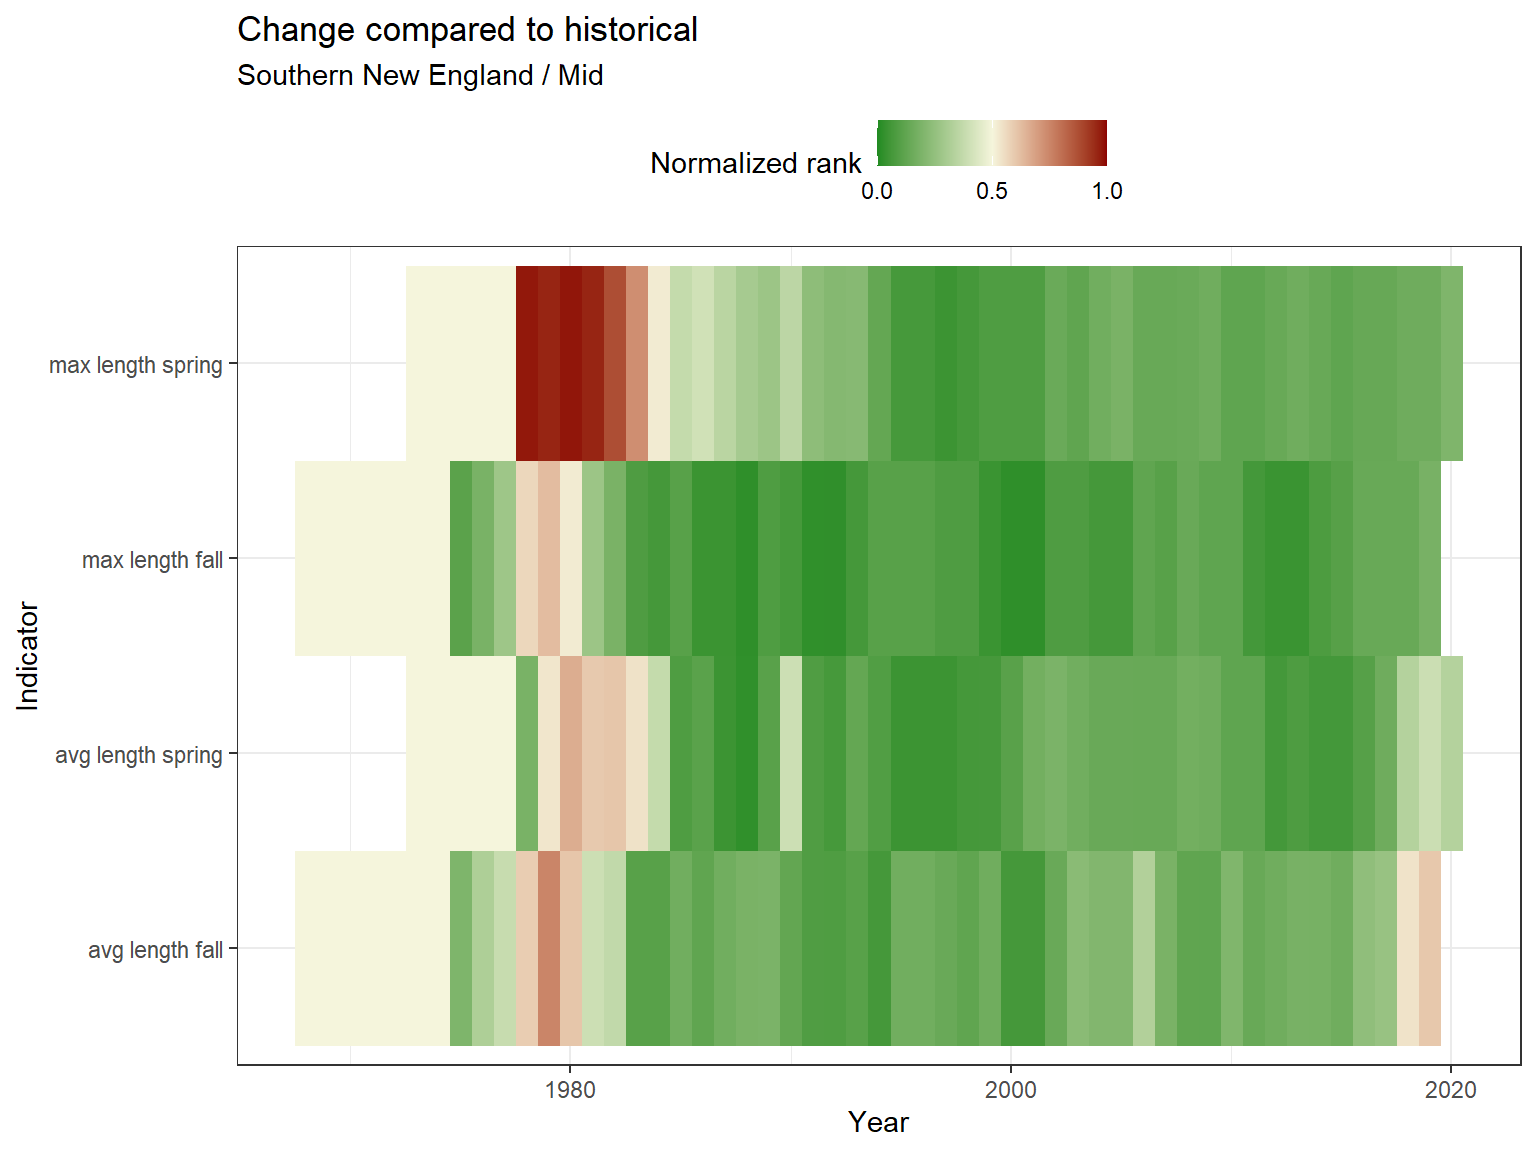 Change compared to historical
Southern New England / Mid
Normalized rank
0.0 0.5 1.0
max length spring
max length fall
avg length spring
avg length fall
Indicator
1980 2000 2020
Year